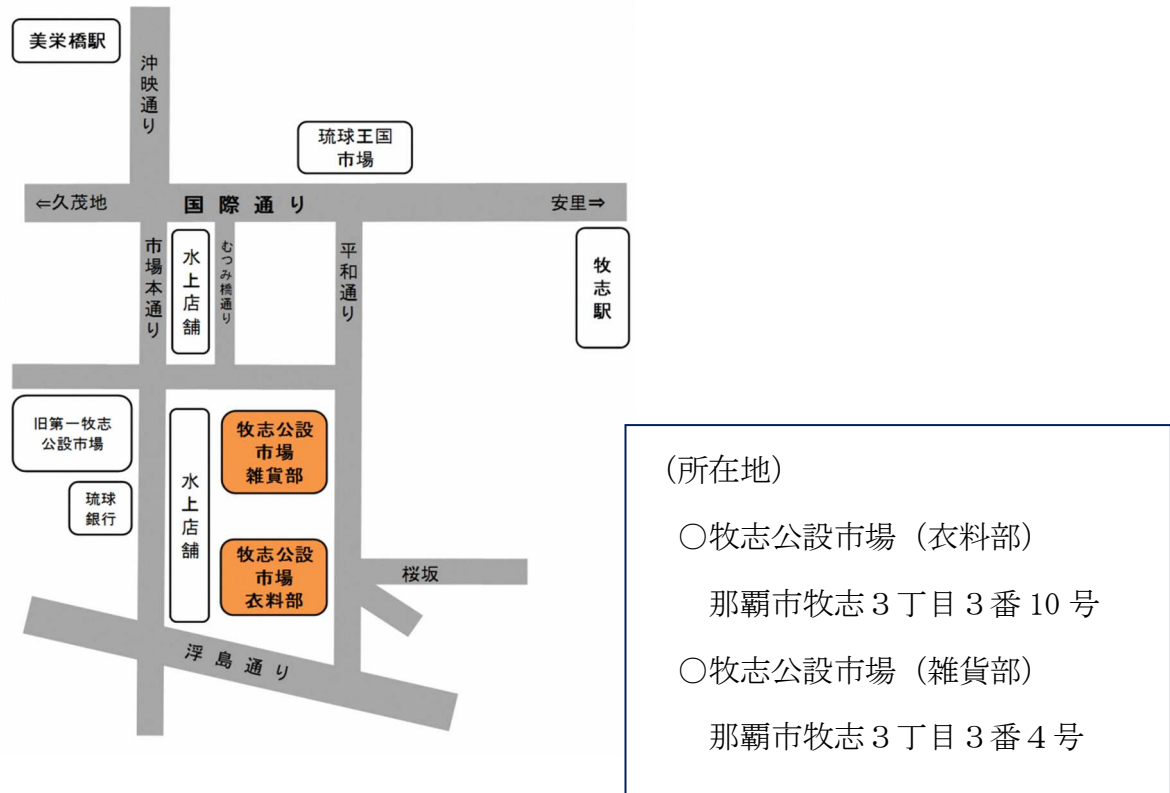 美栄橋駅
沖映通り
琉球王国
市場
⇐久茂地
国際通り
安里⇒
市場本通り
水上店舗
むつみ橋通り
平和通り
牧志駅
旧第一牧志
公設市場
琉球
銀行
水上店舗
牧志公設
市場
雑貨部
牧志公設
市場
衣料部
桜坂
浮島通り
(所在地)
○牧志公設市場（衣料部）
那覇市牧志３丁目３番 10 号
○牧志公設市場（雑貨部）
那覇市牧志３丁目３番４号